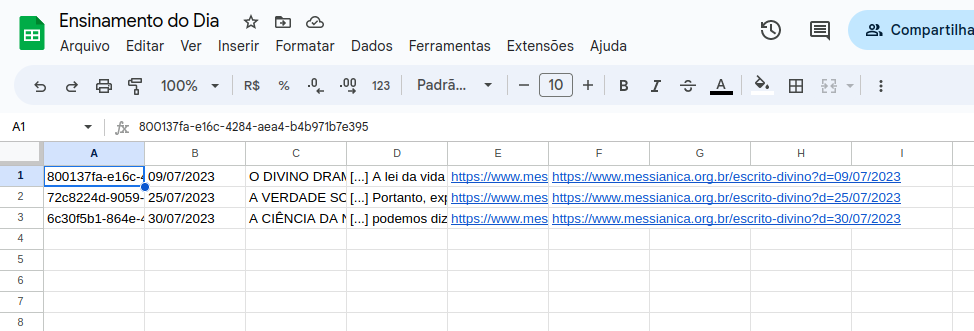 Ensinamento do Dia
Arquivo Editar Ver Inserir Formatar Dados Ferramentas Extensões Ajuda
Compartilha
100% R$ % .0 .00 123 Padrã... 10 B I S A
A1 fx 800137fa-e16c-4284-aea4-b4b971b7e395
A B C D E F G H I
1 800137fa-e16c-4 09/07/2023 O DIVINO DRAM [...] A lei da vida https://www.mes https://www.messianica.org.br/escrito-divino?d=09/07/2023
2 72c8224d-9059- 25/07/2023 A VERDADE SO [...] Portanto, exp https://www.mes https://www.messianica.org.br/escrito-divino?d=25/07/2023
3 6c30f5b1-864e-4 30/07/2023 A CIÊNCIA DA N [...] podemos diz https://www.mes https://www.messianica.org.br/escrito-divino?d=30/07/2023
4
5
6
7
8